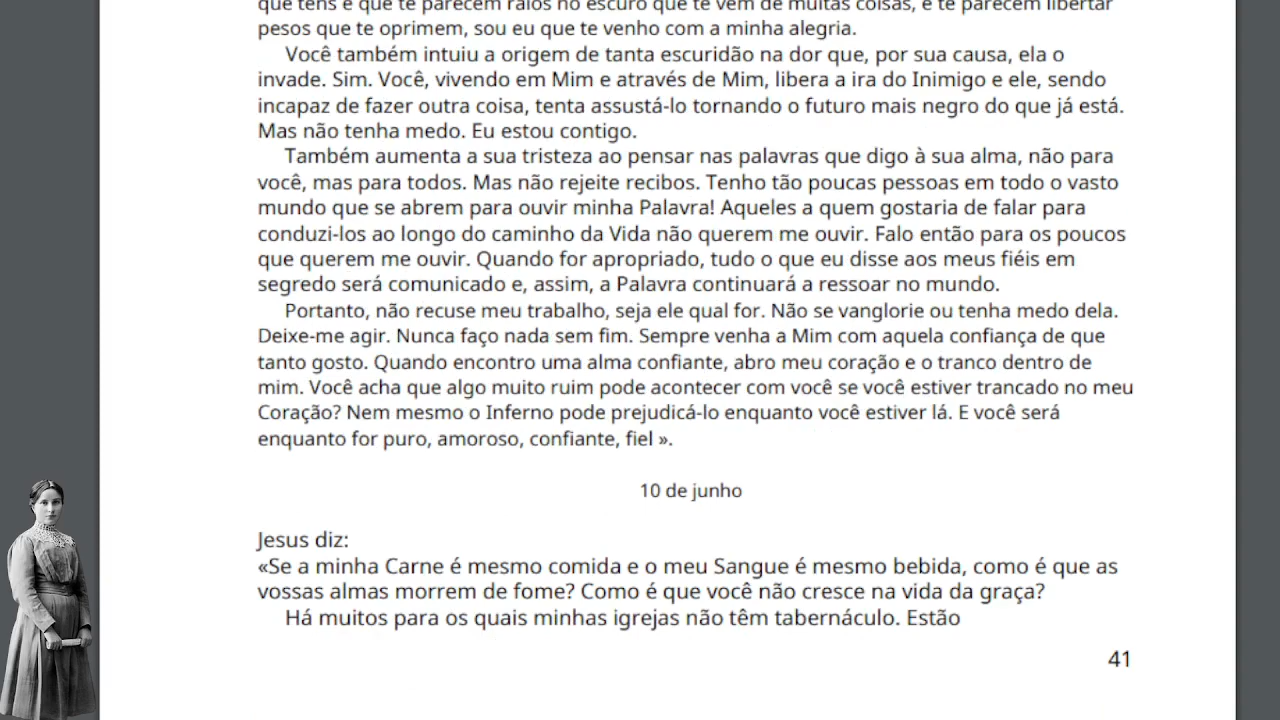 que tens e que te parecem raios no escuro que te vem de muitas coisas, e te parecem libertar
pesos que te oprimem, sou eu que te venho com a minha alegria.
Você também intuiu a origem de tanta escuridão na dor que, por sua causa, ela o
invade. Sim. Você, vivendo em Mim e através de Mim, libera a ira do Inimigo e ele, sendo
incapaz de fazer outra coisa, tenta assustá-lo tornando o futuro mais negro do que já está.
Mas não tenha medo. Eu estou contigo.
Também aumenta a sua tristeza ao pensar nas palavras que digo à sua alma, não para
você, mas para todos. Mas não rejeite recibos. Tenho tão poucas pessoas em todo o vasto
mundo que se abrem para ouvir minha Palavra! Aqueles a quem gostaria de falar para
conduzi-los ao longo do caminho da Vida não querem me ouvir. Falo então para os poucos
que querem me ouvir. Quando for apropriado, tudo o que eu disse aos meus fiéis em
segredo será comunicado e, assim, a Palavra continuará a ressoar no mundo.
Portanto, não recuse meu trabalho, seja ele qual for. Não se vanglorie ou tenha medo dela.
Deixe-me agir. Nunca faço nada sem fim. Sempre venha a Mim com aquela confiança de que
tanto gosto. Quando encontro uma alma confiante, abro meu coração e o tranco dentro de
mim. Você acha que algo muito ruim pode acontecer com você se você estiver trancado no meu
Coração? Nem mesmo o Inferno pode prejudicá-lo enquanto você estiver lá. E você será
enquanto for puro, amoroso, confiante, fiel ».
10 de junho
Jesus diz:
«Se a minha Carne é mesmo comida e o meu Sangue é mesmo bebida, como é que as
vossas almas morrem de fome? Como é que você não cresce na vida da graça?
Há muitos para os quais minhas igrejas não têm tabernáculo. Estão
41